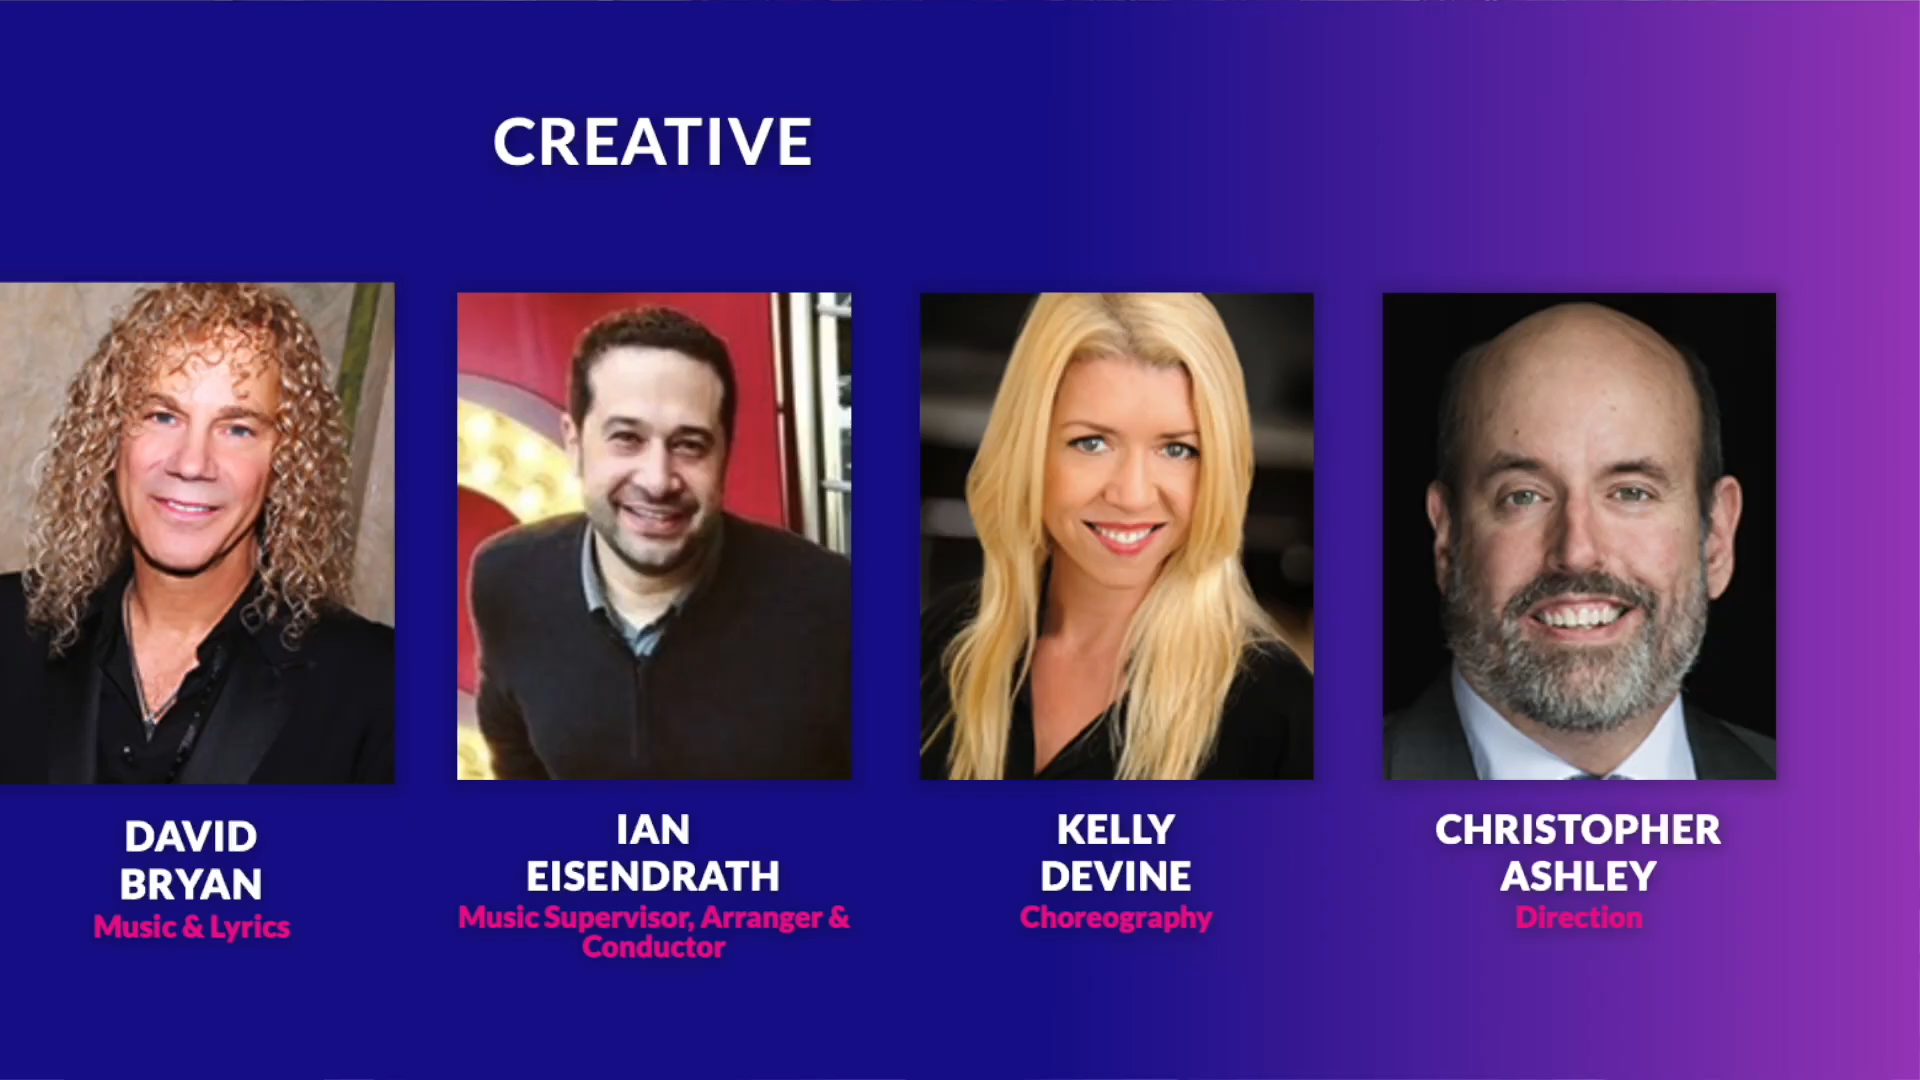 CREATIVE
DAVID
BRYAN
Music & Lyrics
IAN
EISENDRATH
Music Supervisor, Arranger &
Conductor
KELLY
DEVINE
Choreography
CHRISTOPHER
ASHLEY
Direction